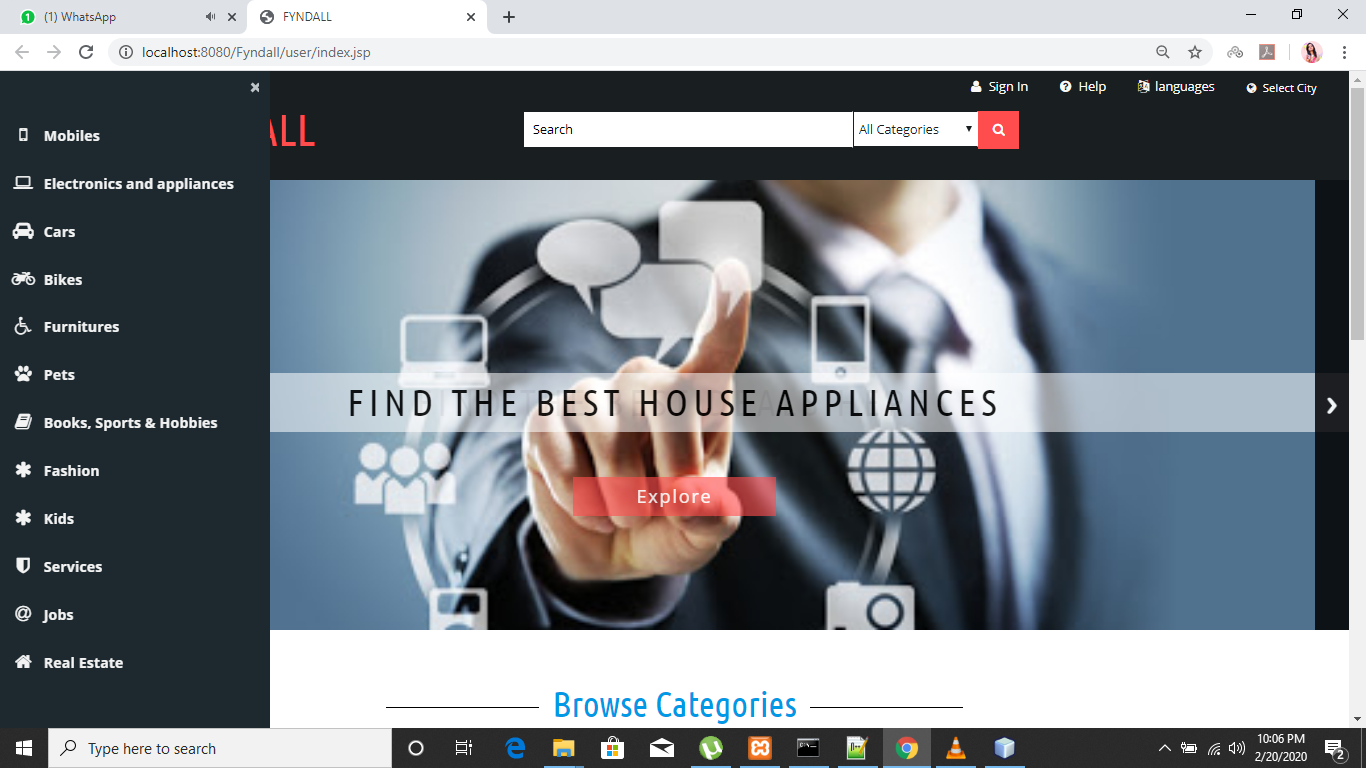 (1) WhatsApp
FYNDALL
localhost:8080/Fyndall/user/index.jsp
Sign In
Help
languages
Select City
ALL
Search
All Categories
Mobiles
Electronics and appliances
Cars
Bikes
Furnitures
Pets
Books, Sports & Hobbies
Fashion
Kids
Services
Jobs
Real Estate
FIND THE BEST HOUSE APPLIANCES
Explore
Browse Categories
Type here to search
10:06 PM
2/20/2020
2